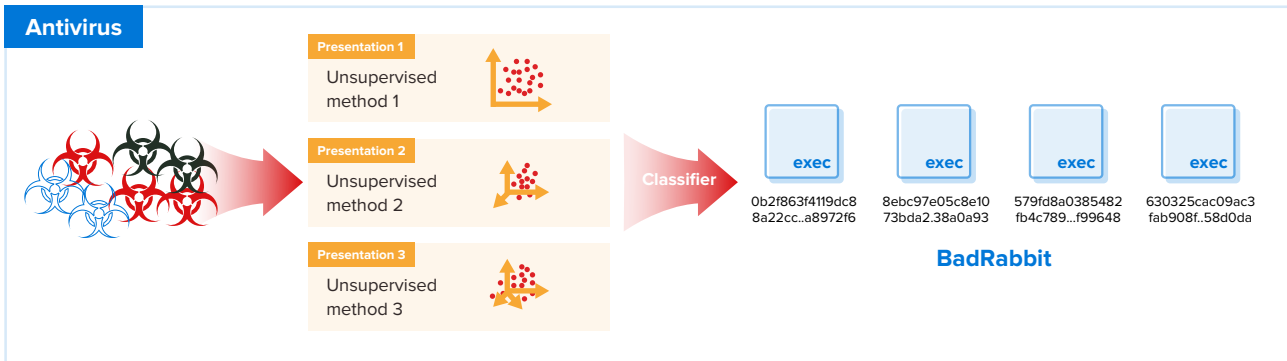 Antivirus
Presentation 1
Unsupervised
method 1
Presentation 2
Unsupervised
method 2
Presentation 3
Unsupervised
method 3
Classifier
exec
exec
exec
exec
0b2f863f4119dc8
8a22cc..a8972f6
8ebc97e05c8e10
73bda2.38a0a93
579fd8a0385482
fb4c789...f99648
630325cac09ac3
fab908f..58d0da
BadRabbit